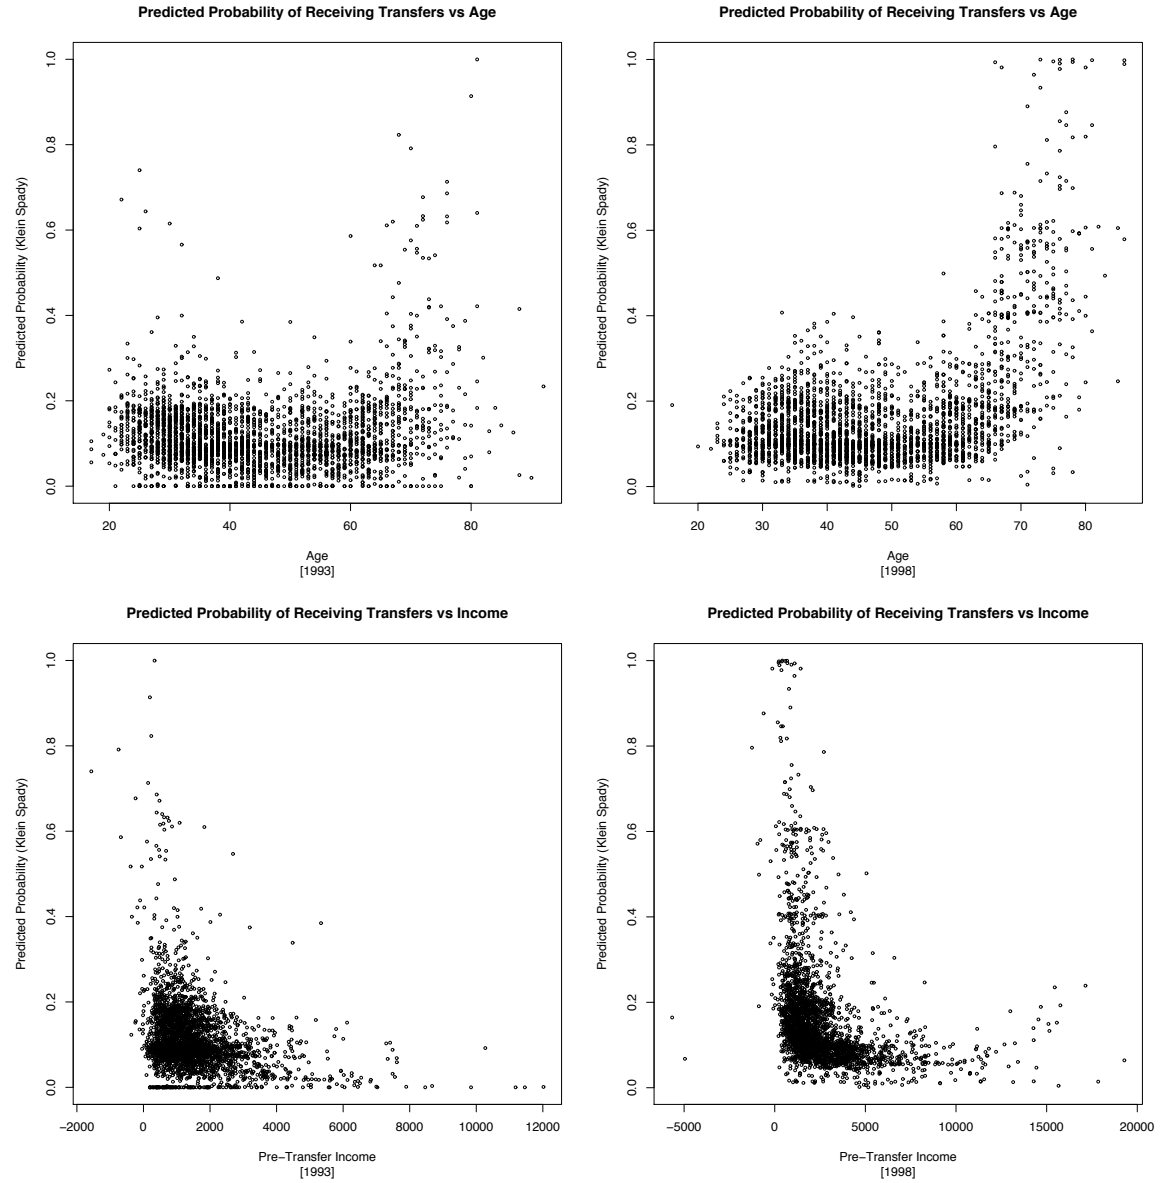 Predicted Probability of Receiving Transfers vs Age
Predicted Probability (Klein Spady)
1.0
0.8
0.6
0.4
0.2
0.0
20 40 60 80
Age
[1993]
Predicted Probability of Receiving Transfers vs Age
Predicted Probability (Klein Spady)
1.0
0.8
0.6
0.4
0.2
0.0
20 30 40 50 60 70 80
Age
[1998]
Predicted Probability of Receiving Transfers vs Income
Predicted Probability (Klein Spady)
1.0
0.8
0.6
0.4
0.2
0.0
−2000 0 2000 4000 6000 8000 10000 12000
Pre−Transfer Income
[1993]
Predicted Probability of Receiving Transfers vs Income
Predicted Probability (Klein Spady)
1.0
0.8
0.6
0.4
0.2
0.0
−5000 0 5000 10000 15000 20000
Pre−Transfer Income
[1998]